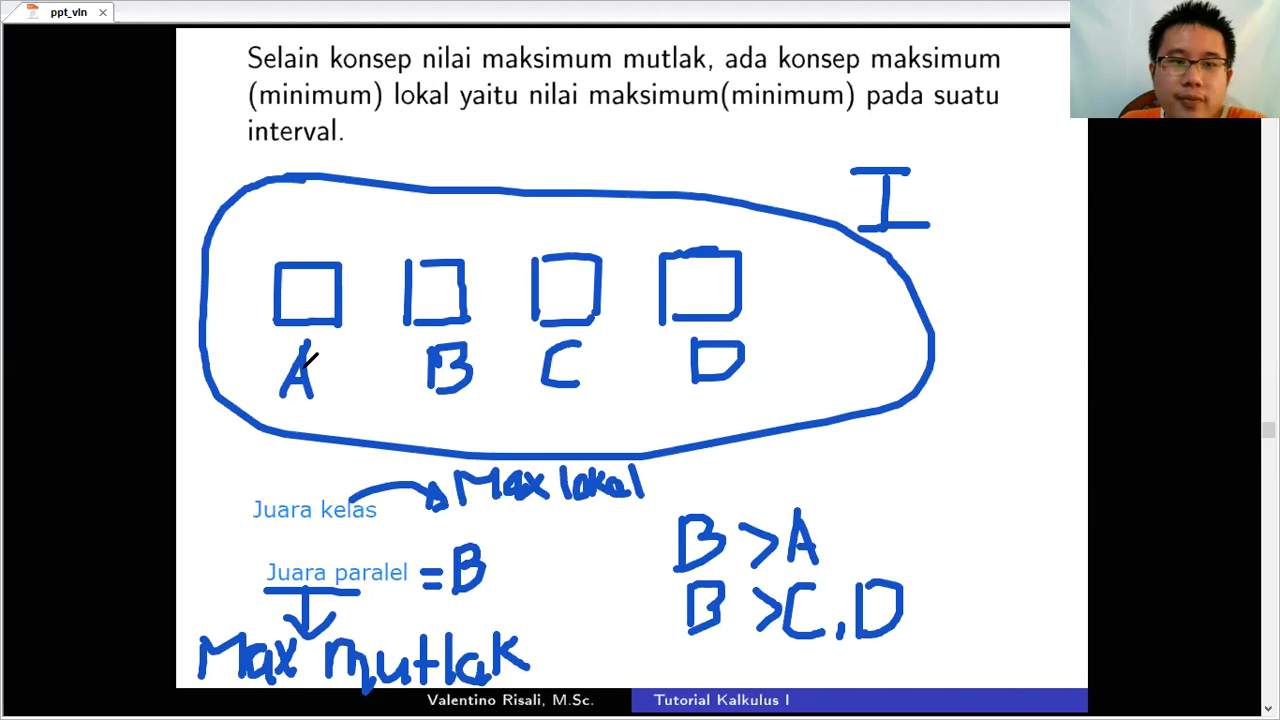 ppt_vln
Selain konsep nilai maksimum mutlak, ada konsep maksimum
(minimum) lokal yaitu nilai maksimum(minimum) pada suatu
interval.
I
A B C D
Juara kelas Max lokal
Juara paralel = B
Max mutlak
B > A
B > C, D
Valentino Risali, M.Sc. Tutorial Kalkulus I